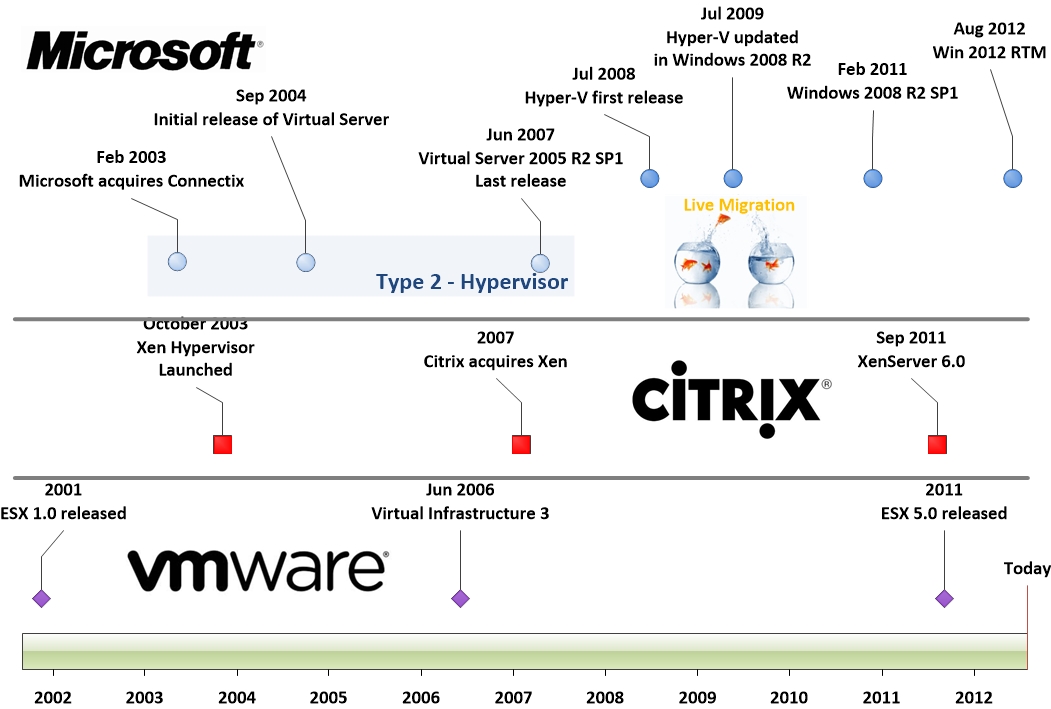 Microsoft®
Jul 2009
Hyper-V updated
in Windows 2008 R2
Aug 2012
Win 2012 RTM
Jul 2008
Hyper-V first release
Feb 2011
Windows 2008 R2 SP1
Sep 2004
Initial release of Virtual Server
Jun 2007
Virtual Server 2005 R2 SP1
Last release
Feb 2003
Microsoft acquires Connectix
Live Migration
Type 2 - Hypervisor
October 2003
Xen Hypervisor
Launched
2007
Citrix acquires Xen
CITRIX®
Sep 2011
XenServer 6.0
2001
ESX 1.0 released
Jun 2006
Virtual Infrastructure 3
2011
ESX 5.0 released
vmware®
Today
2002 2003 2004 2005 2006 2007 2008 2009 2010 2011 2012